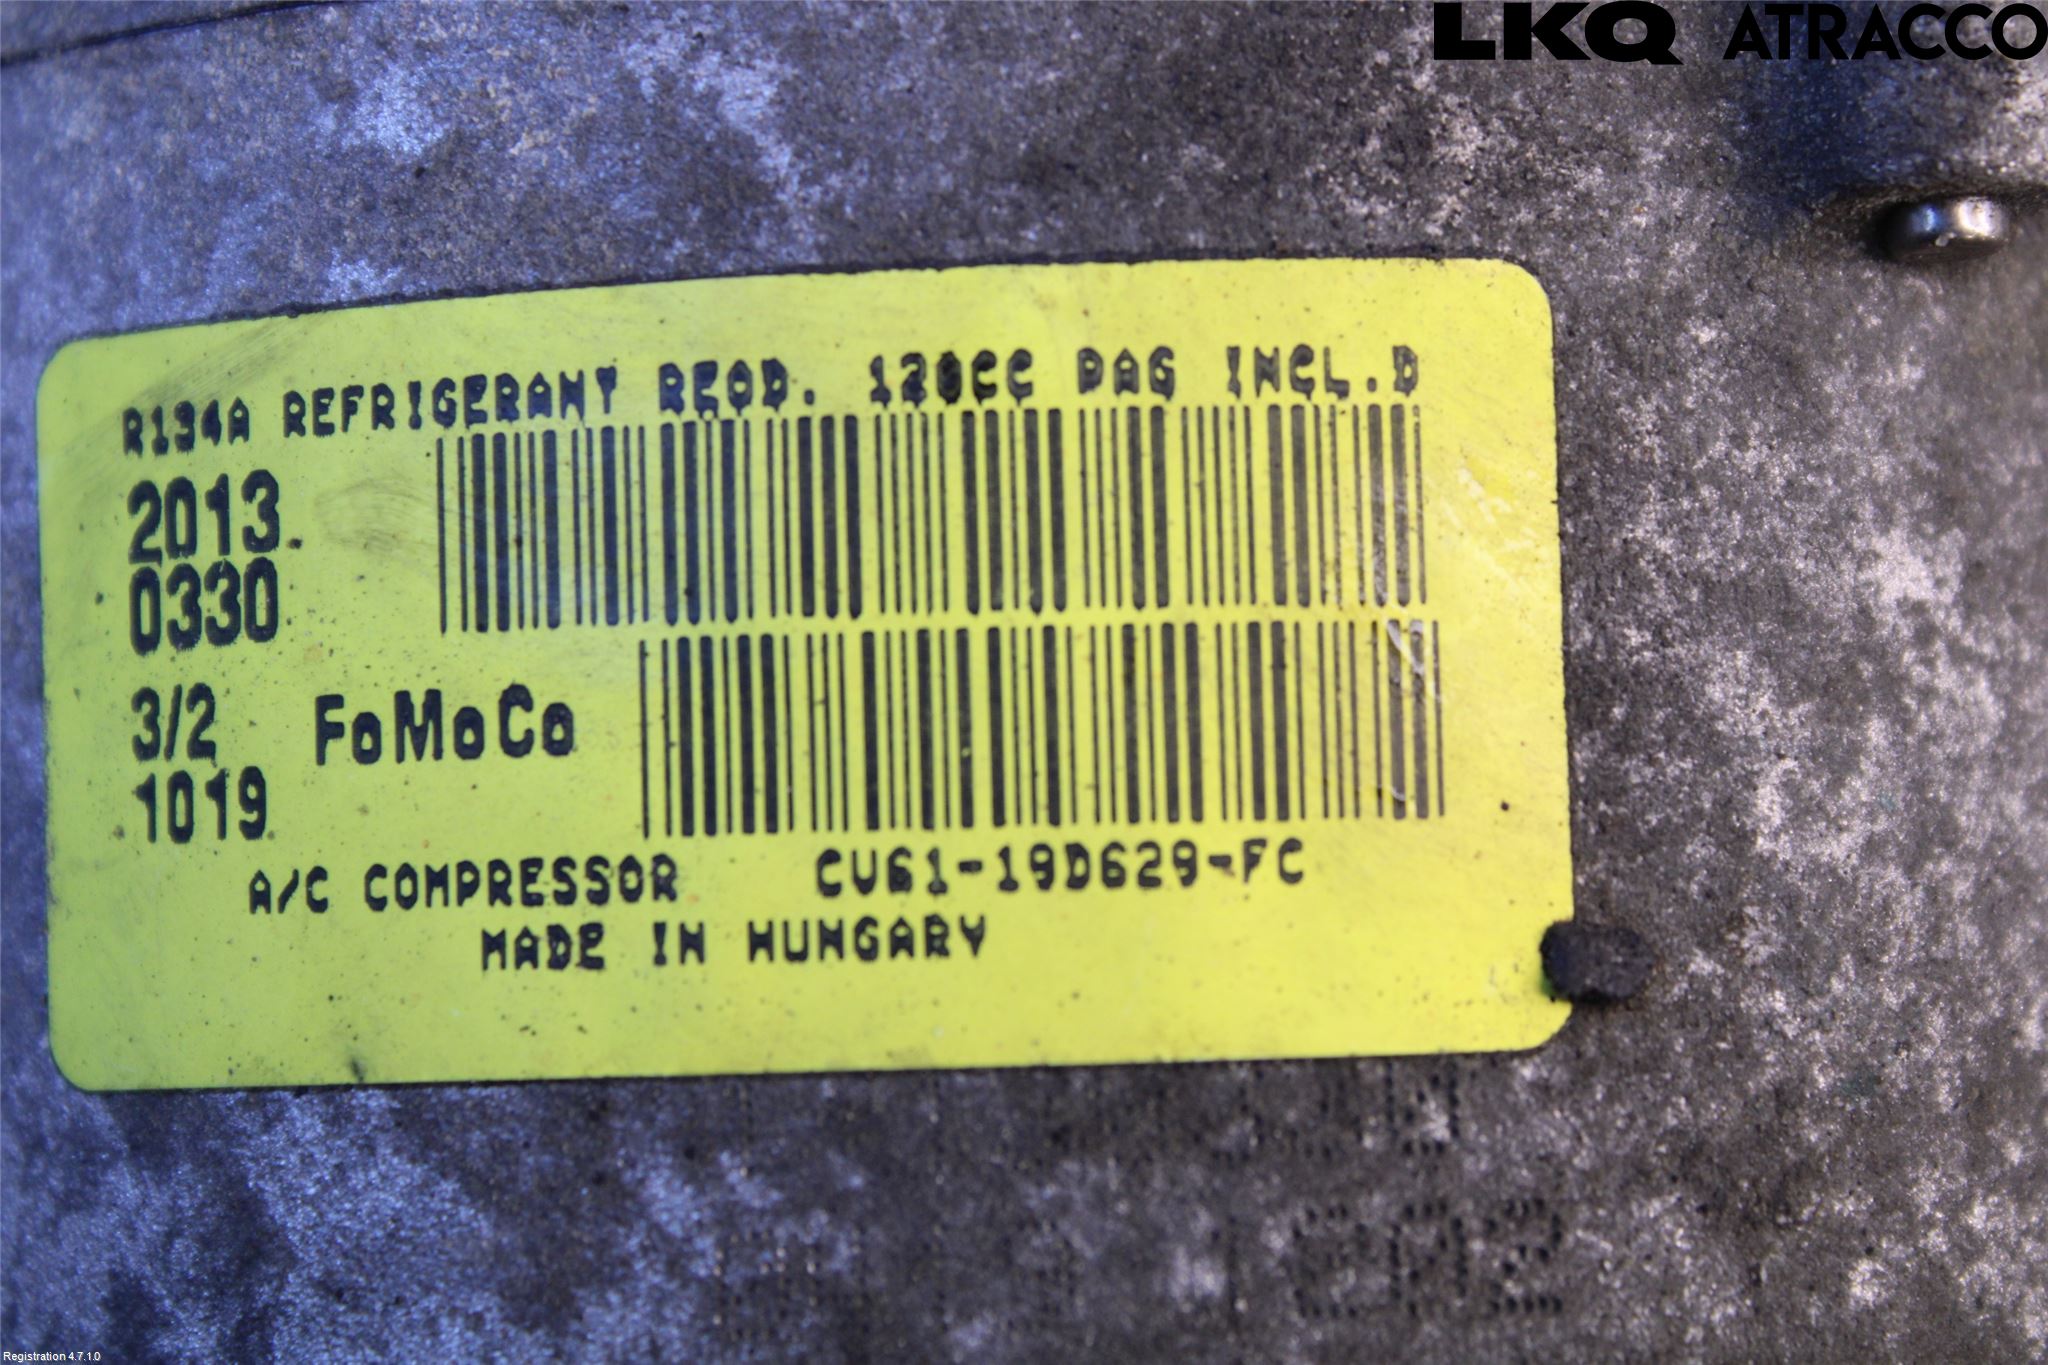 LKQ ATRACCO
R134A REFRIGERANT REQD. 120CC PAG INCL.D
2013
0330
3/2 FoMoCo
1019
A/C COMPRESSOR CU61-19D629-FC
MADE IN HUNGARY
Registration 4.7.1.0